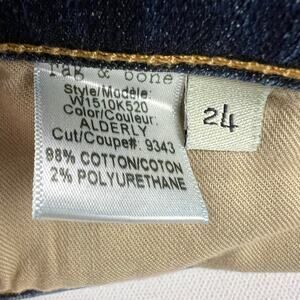 rag & bone
Style/Modèle:
W1510K520
Color/Couleur:
ALDERLY
Cut/Coupe#: 9343
98% COTTON/COTON
2% POLYURETHANE
24